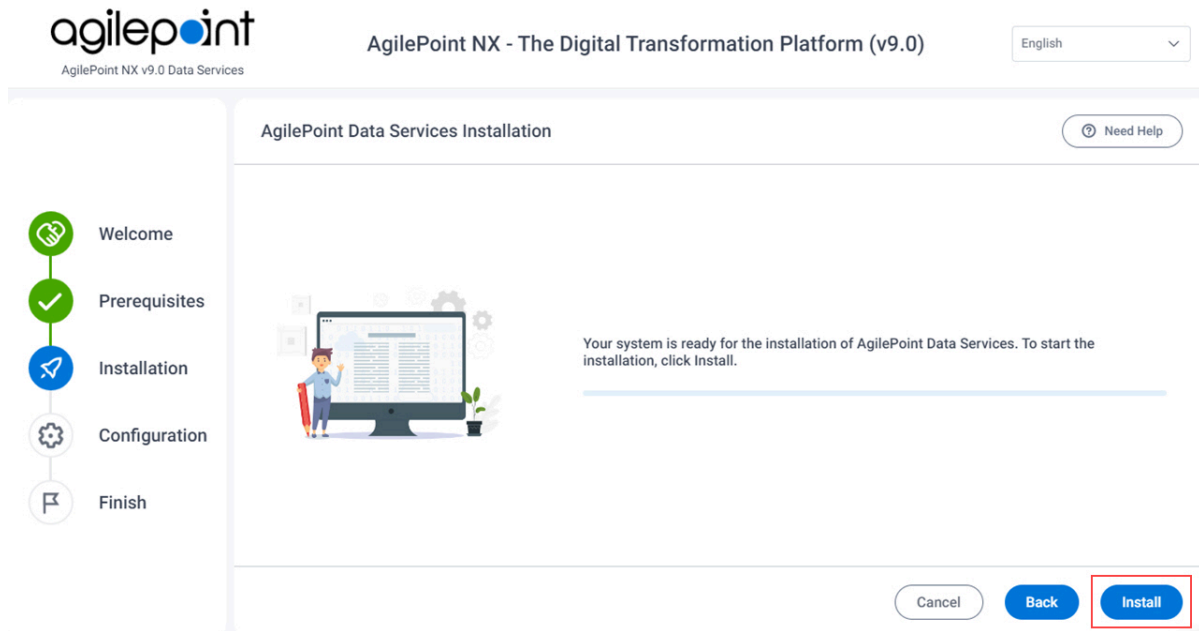 agilepoint
AgilePoint NX v9.0 Data Services
AgilePoint NX - The Digital Transformation Platform (v9.0)
English
AgilePoint Data Services Installation
Need Help
Welcome
Prerequisites
Installation
Configuration
Finish
Your system is ready for the installation of AgilePoint Data Services. To start the
installation, click Install.
Cancel
Back
Install